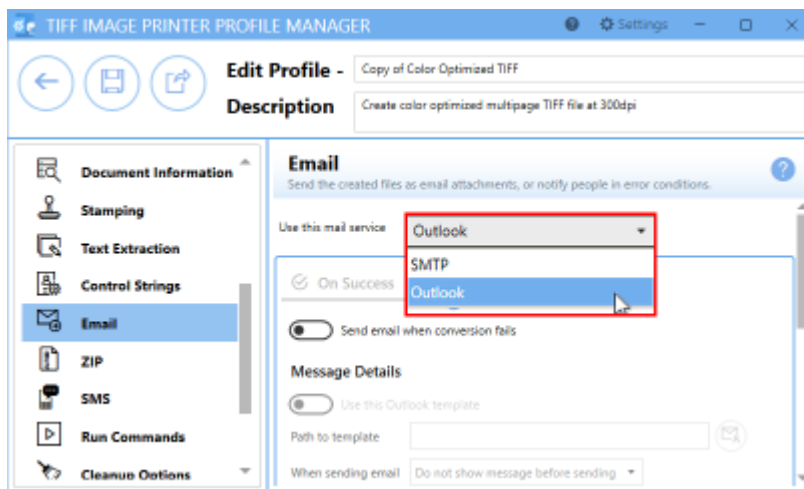 TIFF IMAGE PRINTER PROFILE MANAGER
Settings
Edit Profile - Copy of Color Optimized TIFF
Description Create color optimized multipage TIFF file at 300dpi
Document Information
Stamping
Text Extraction
Control Strings
Email
ZIP
SMS
Run Commands
Cleanup Options
Email
Send the created files as email attachments, or notify people in error conditions.
Use this mail service Outlook
SMTP
Outlook
On Success
Send email when conversion fails
Message Details
Use this Outlook template
Path to template
When sending email Do not show message before sending